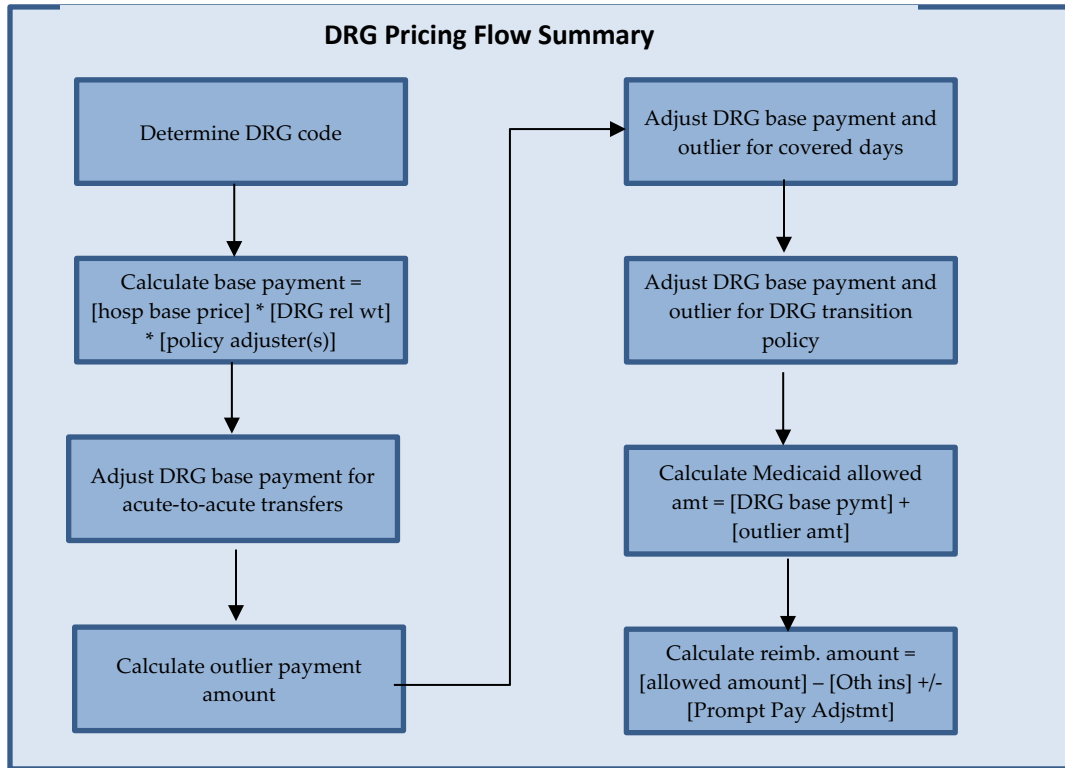 DRG Pricing Flow Summary
Determine DRG code
Calculate base payment =
[hosp base price] * [DRG rel wt]
* [policy adjuster(s)]
Adjust DRG base payment for
acute-to-acute transfers
Calculate outlier payment
amount
Adjust DRG base payment and
outlier for covered days
Adjust DRG base payment and
outlier for DRG transition
policy
Calculate Medicaid allowed
amt = [DRG base pymt] +
[outlier amt]
Calculate reimb. amount =
[allowed amount] – [Oth ins] +/-
[Prompt Pay Adjstmt]